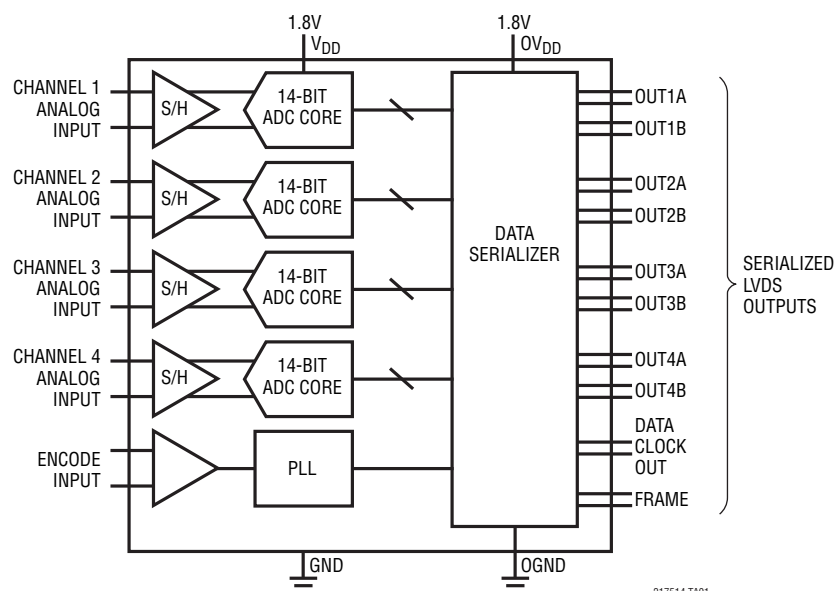 1.8V
VDD
1.8V
OVDD
CHANNEL 1
ANALOG
INPUT
S/H
14-BIT
ADC CORE
OUT1A
OUT1B
CHANNEL 2
ANALOG
INPUT
S/H
14-BIT
ADC CORE
OUT2A
OUT2B
DATA
SERIALIZER
CHANNEL 3
ANALOG
INPUT
S/H
14-BIT
ADC CORE
OUT3A
OUT3B
SERIALIZED
LVDS
OUTPUTS
CHANNEL 4
ANALOG
INPUT
S/H
14-BIT
ADC CORE
OUT4A
OUT4B
ENCODE
INPUT
PLL
DATA
CLOCK
OUT
FRAME
GND
OGND